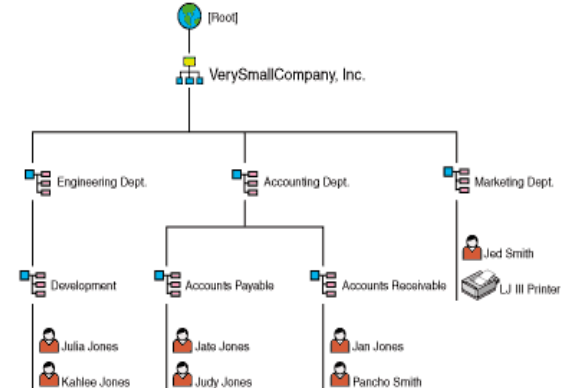 [Root]
VerySmallCompany, Inc.
Engineering Dept.
Accounting Dept.
Marketing Dept.
Jed Smith
LJ III Printer
Development
Accounts Payable
Accounts Receivable
Julia Jones
Jate Jones
Jan Jones
Kahlee Jones
Judy Jones
Pancho Smith